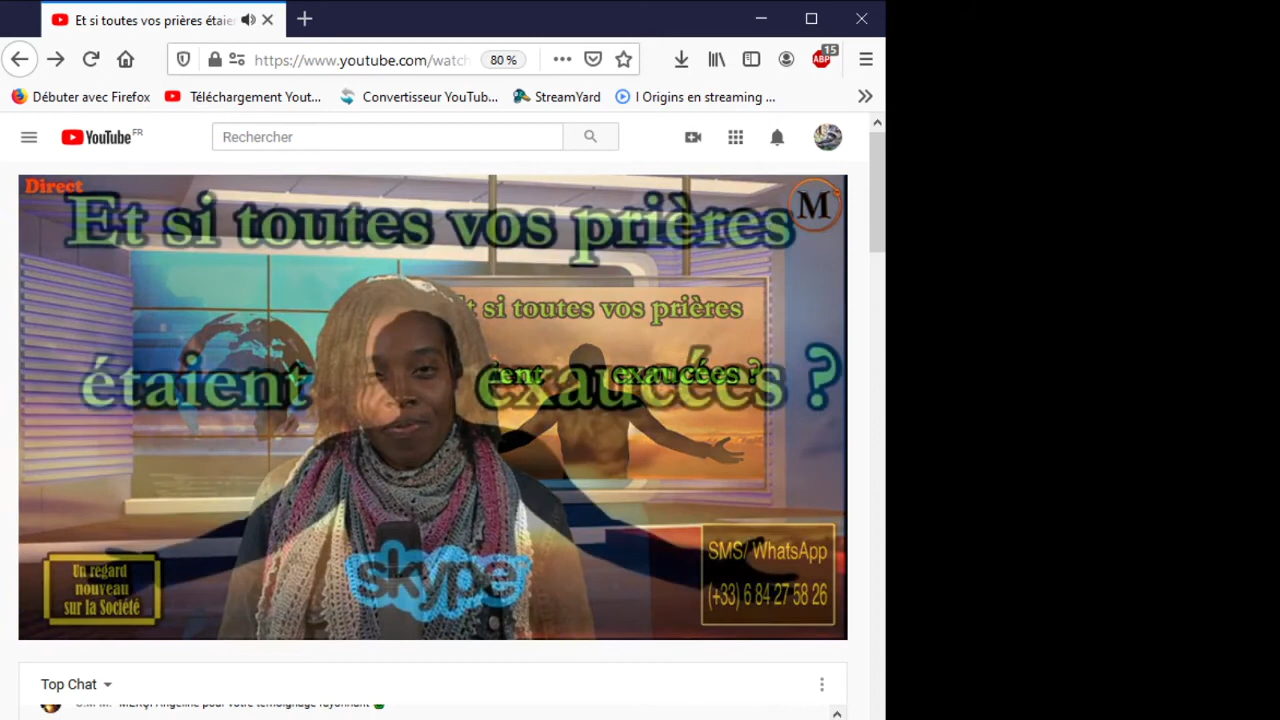 Et si toutes vos prières étaie
https://www.youtube.com/watch
80 %
15
ABP
Débuter avec Firefox
Téléchargement Yout...
Convertisseur YouTub...
StreamYard
I Origins en streaming ...
YouTube FR
Rechercher
Direct
Et si toutes vos prières
M
si toutes vos prières
étaient exaucées ?
ent exaucées ?
SMS/ WhatsApp
(+33) 6 84 27 58 26
Un regard
nouveau
sur la Société
skype
Top Chat